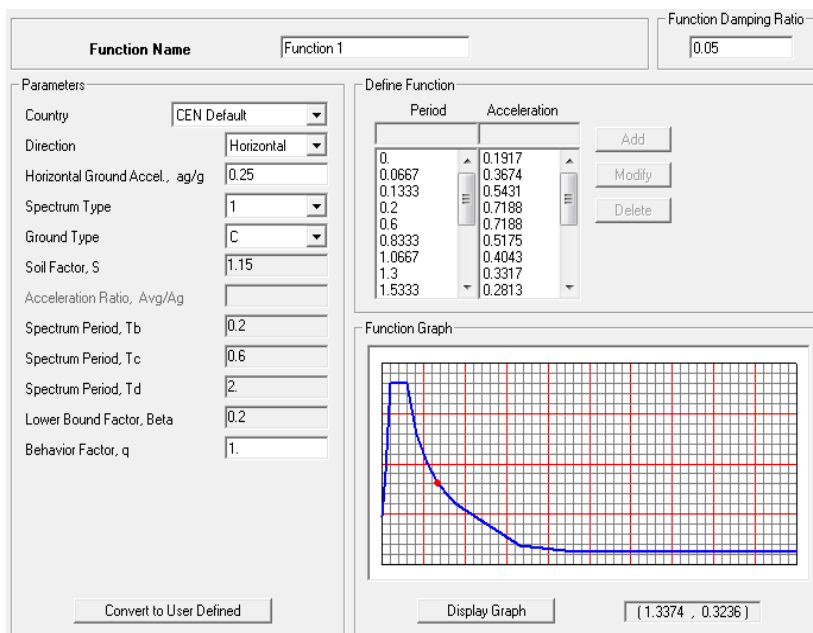 Function Name
Function 1
Function Damping Ratio
0.05
Parameters
Country
CEN Default
Direction
Horizontal
Horizontal Ground Accel., ag/g
0.25
Spectrum Type
1
Ground Type
C
Soil Factor, S
1.15
Acceleration Ratio, Avg/Ag
Spectrum Period, Tb
0.2
Spectrum Period, Tc
0.6
Spectrum Period, Td
2.
Lower Bound Factor, Beta
0.2
Behavior Factor, q
1.
Convert to User Defined
Define Function
Period Acceleration
0. 0.1917
0.0667 0.3674
0.1333 0.5431
0.2 0.7188
0.6 0.7188
0.8333 0.5175
1.0667 0.4043
1.3 0.3317
1.5333 0.2813
Add
Modify
Delete
Function Graph
Display Graph
(1.3374 , 0.3236 )